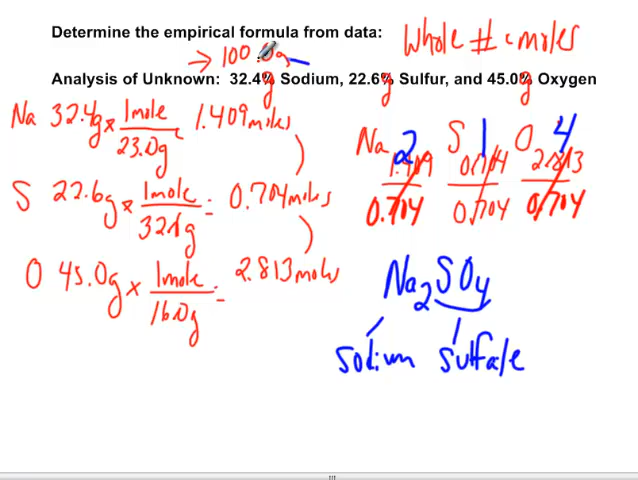 Determine the empirical formula from data:
Whole # moles
→ 100.0g
Analysis of Unknown: 32.4% Sodium, 22.6% Sulfur, and 45.0% Oxygen
g g g
Na 32.4g x 1mole = 1.409moles
23.0g
Na 2 S 1 O 4
1.409 0.704 2.813
0.704 0.704 0.704
S 22.6g x 1mole = 0.704moles
32.1g
O 45.0g x 1mole = 2.813moles
16.0g
Na2SO4
Sodium Sulfate